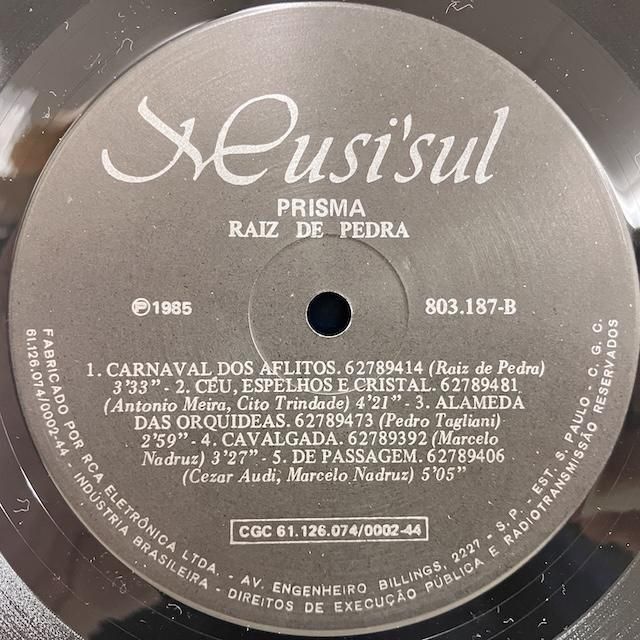 Musi'sul
PRISMA
RAIZ DE PEDRA
Ⓟ1985
803.187-B
1. CARNAVAL DOS AFLITOS. 62789414 (Raiz de Pedra)
3'33" - 2. CÉU, ESPELHOS E CRISTAL. 62789481
(Antonio Meira, Cito Trindade) 4'21" - 3. ALAMEDA
DAS ORQUIDEAS. 62789473 (Pedro Tagliani)
2'59" - 4. CAVALGADA. 62789392 (Marcelo
Nadruz) 3'27" - 5. DE PASSAGEM. 62789406
(Cezar Audi, Marcelo Nadruz) 5'05"
CGC 61.126.074/0002-44
FABRICADO POR RCA ELETRÔNICA LTDA. - AV. ENGENHEIRO BILLINGS, 2227 - S.P. - EST. S. PAULO - C.G.C.
61.126.074/0002-44 - INDÚSTRIA BRASILEIRA - DIREITOS DE EXECUÇÃO PÚBLICA E RADIOTRANSMISSÃO RESERVADOS